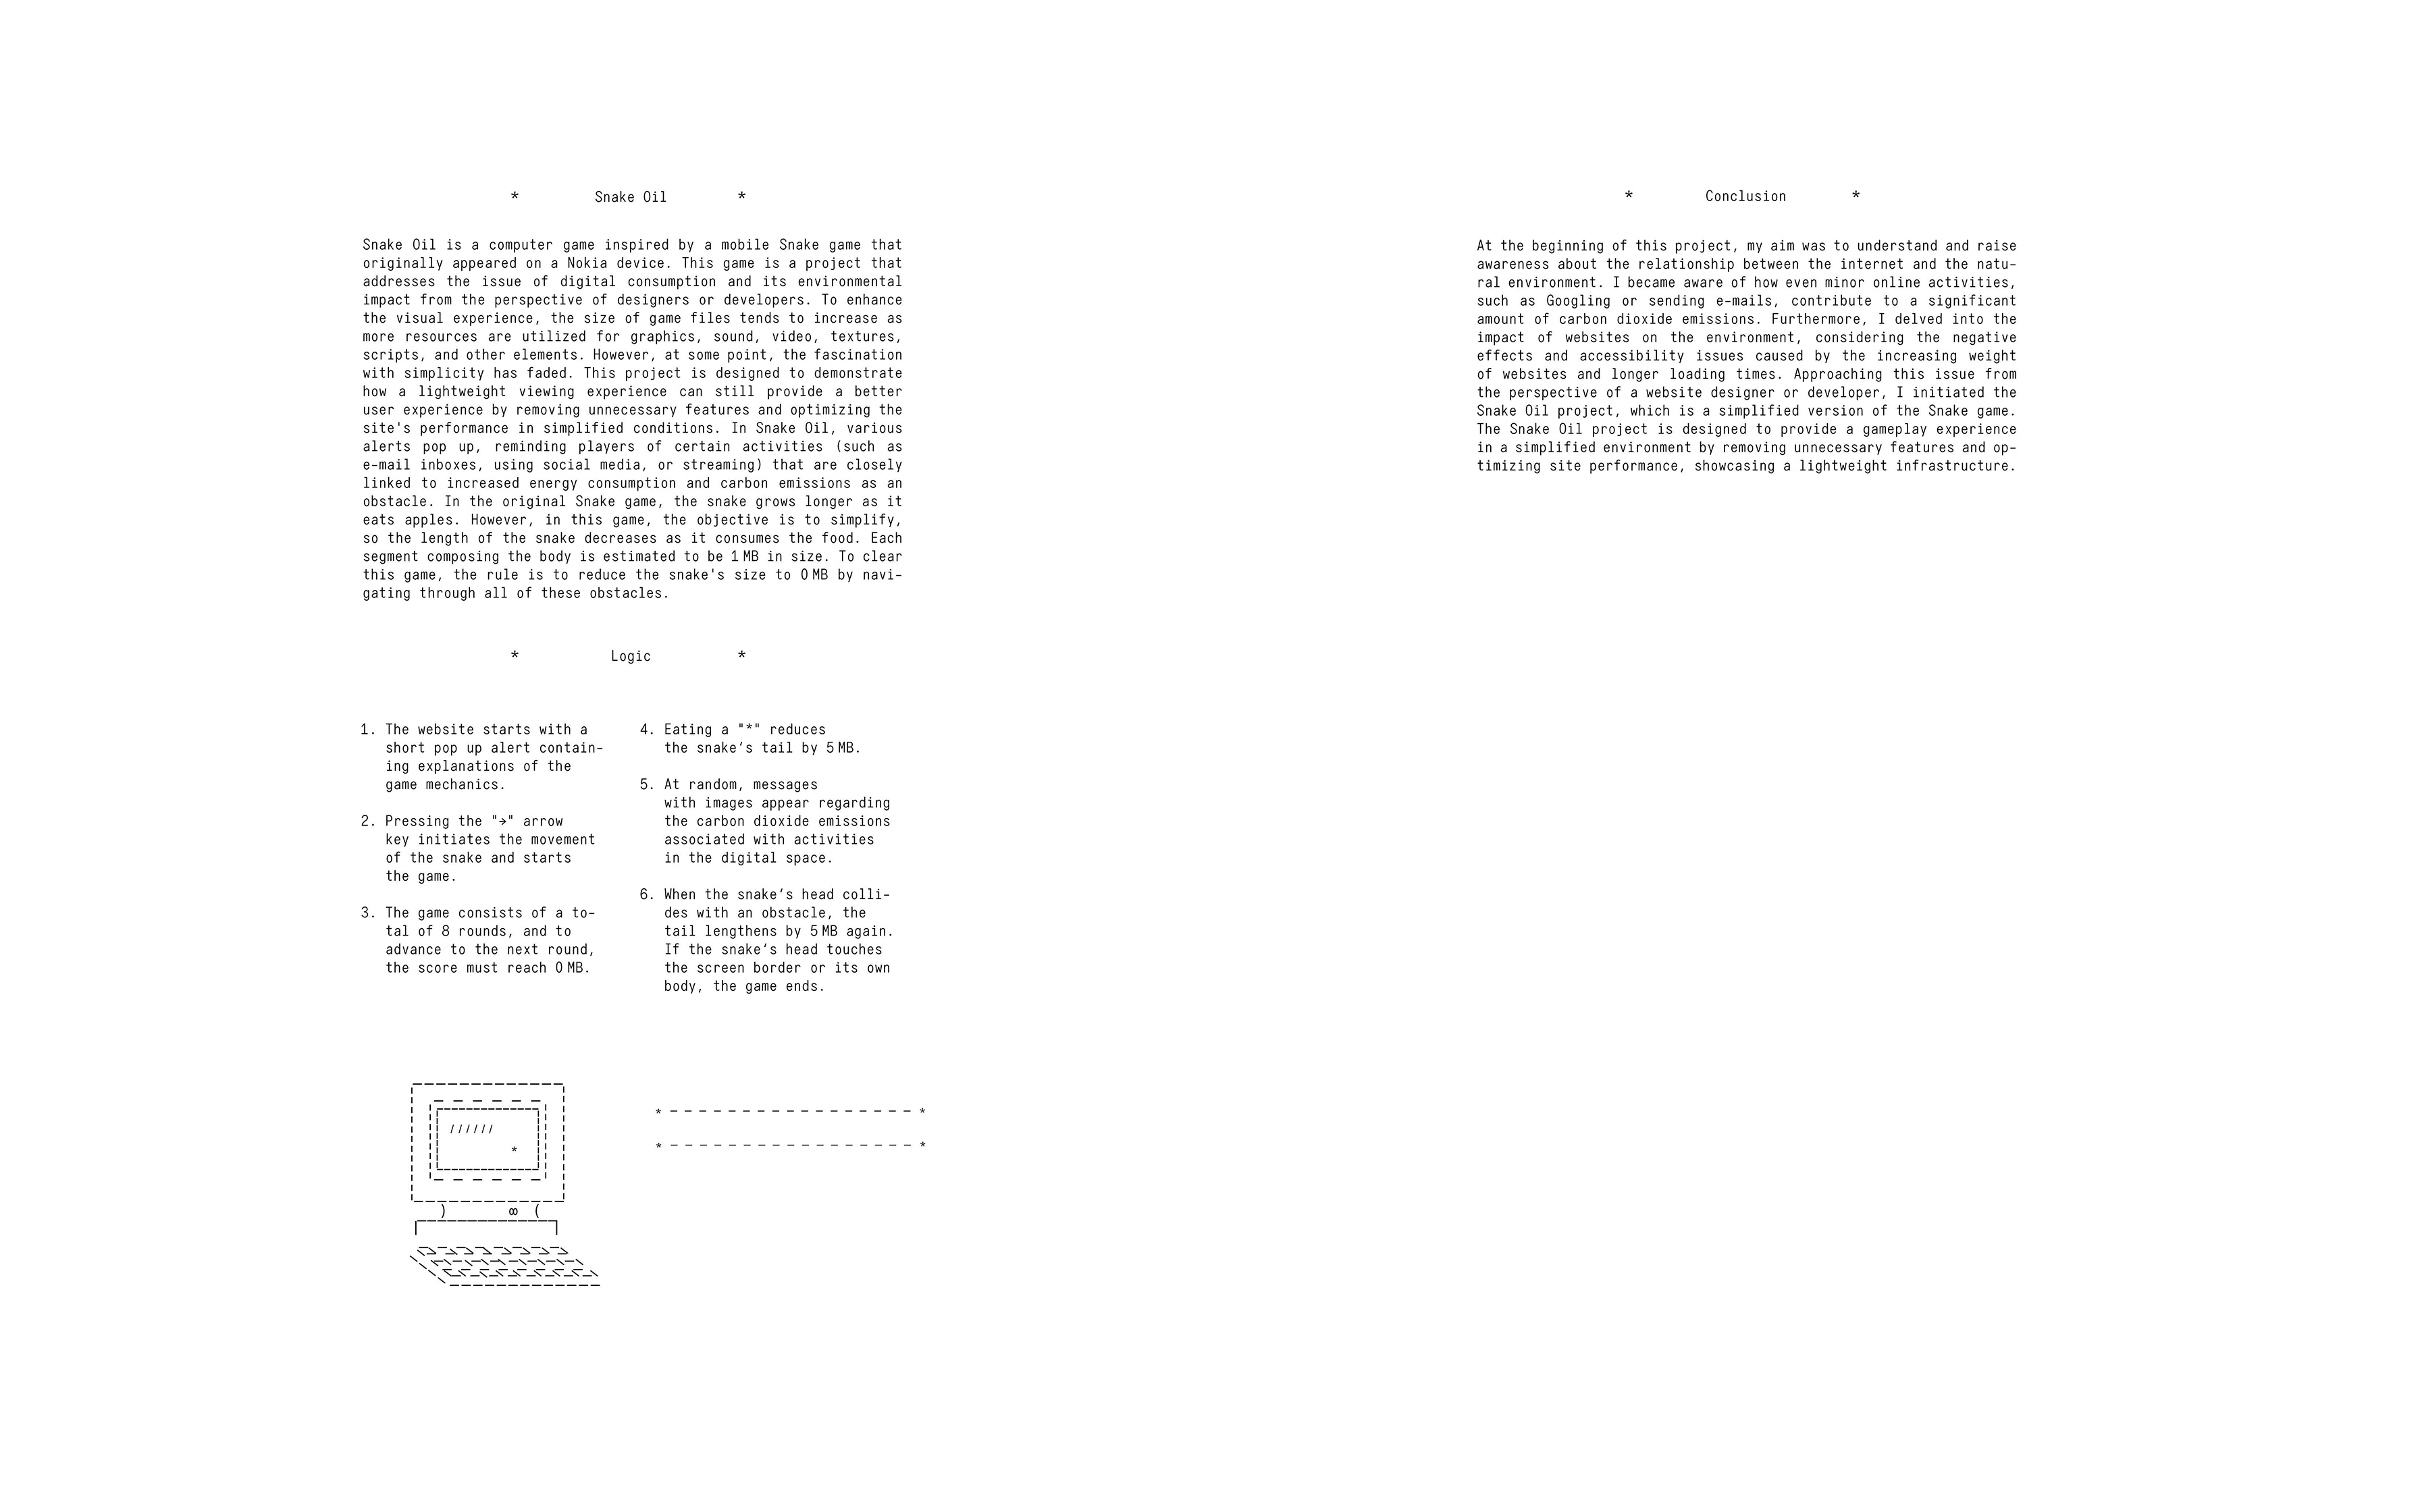 * Snake Oil *
Snake Oil is a computer game inspired by a mobile Snake game that
originally appeared on a Nokia device. This game is a project that
addresses the issue of digital consumption and its environmental
impact from the perspective of designers or developers. To enhance
the visual experience, the size of game files tends to increase as
more resources are utilized for graphics, sound, video, textures,
scripts, and other elements. However, at some point, the fascination
with simplicity has faded. This project is designed to demonstrate
how a lightweight viewing experience can still provide a better
user experience by removing unnecessary features and optimizing the
site's performance in simplified conditions. In Snake Oil, various
alerts pop up, reminding players of certain activities (such as
e-mail inboxes, using social media, or streaming) that are closely
linked to increased energy consumption and carbon emissions as an
obstacle. In the original Snake game, the snake grows longer as it
eats apples. However, in this game, the objective is to simplify,
so the length of the snake decreases as it consumes the food. Each
segment composing the body is estimated to be 1 MB in size. To clear
this game, the rule is to reduce the snake's size to 0 MB by navi-
gating through all of these obstacles.
* Logic *
1. The website starts with a
short pop up alert contain-
ing explanations of the
game mechanics.
2. Pressing the "→" arrow
key initiates the movement
of the snake and starts
the game.
3. The game consists of a to-
tal of 8 rounds, and to
advance to the next round,
the score must reach 0 MB.
4. Eating a "*" reduces
the snake’s tail by 5 MB.
5. At random, messages
with images appear regarding
the carbon dioxide emissions
associated with activities
in the digital space.
6. When the snake’s head colli-
des with an obstacle, the
tail lengthens by 5 MB again.
If the snake’s head touches
the screen border or its own
body, the game ends.
* Conclusion *
At the beginning of this project, my aim was to understand and raise
awareness about the relationship between the internet and the natu-
ral environment. I became aware of how even minor online activities,
such as Googling or sending e-mails, contribute to a significant
amount of carbon dioxide emissions. Furthermore, I delved into the
impact of websites on the environment, considering the negative
effects and accessibility issues caused by the increasing weight
of websites and longer loading times. Approaching this issue from
the perspective of a website designer or developer, I initiated the
Snake Oil project, which is a simplified version of the Snake game.
The Snake Oil project is designed to provide a gameplay experience
in a simplified environment by removing unnecessary features and op-
timizing site performance, showcasing a lightweight infrastructure.